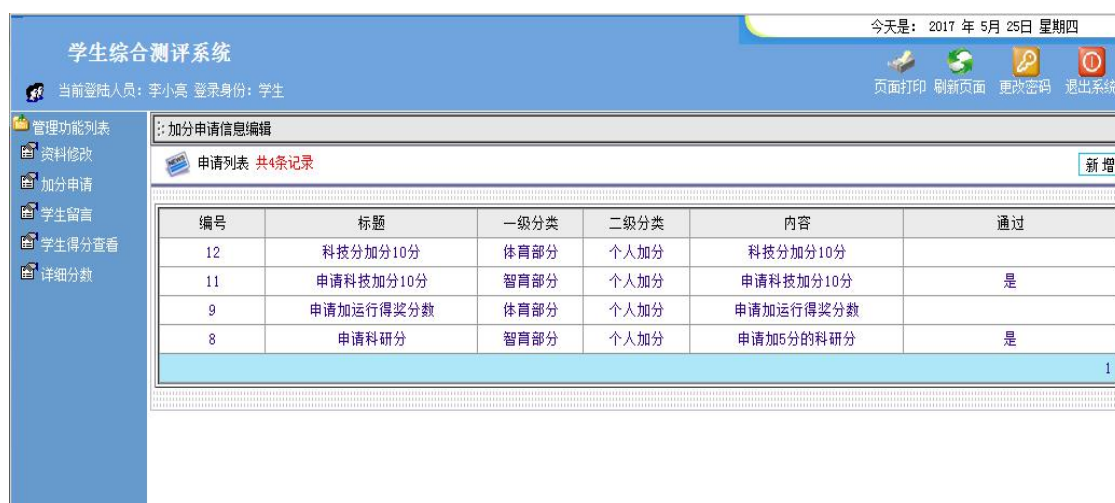 今天是: 2017 年 5月 25日 星期四
学生综合测评系统
页面打印 刷新页面 更改密码 退出系统
当前登陆人员: 李小亮 登录身份: 学生
管理功能列表
资料修改
加分申请
学生留言
学生得分查看
详细分数
加分申请信息编辑
申请列表 共4条记录 新增
编号 标题 一级分类 二级分类 内容 通过
12 科技分加分10分 体育部分 个人加分 科技分加分10分
11 申请科技加分10分 智育部分 个人加分 申请科技加分10分 是
9 申请加运行得奖分数 体育部分 个人加分 申请加运行得奖分数
8 申请科研分 智育部分 个人加分 申请加5分的科研分 是
1